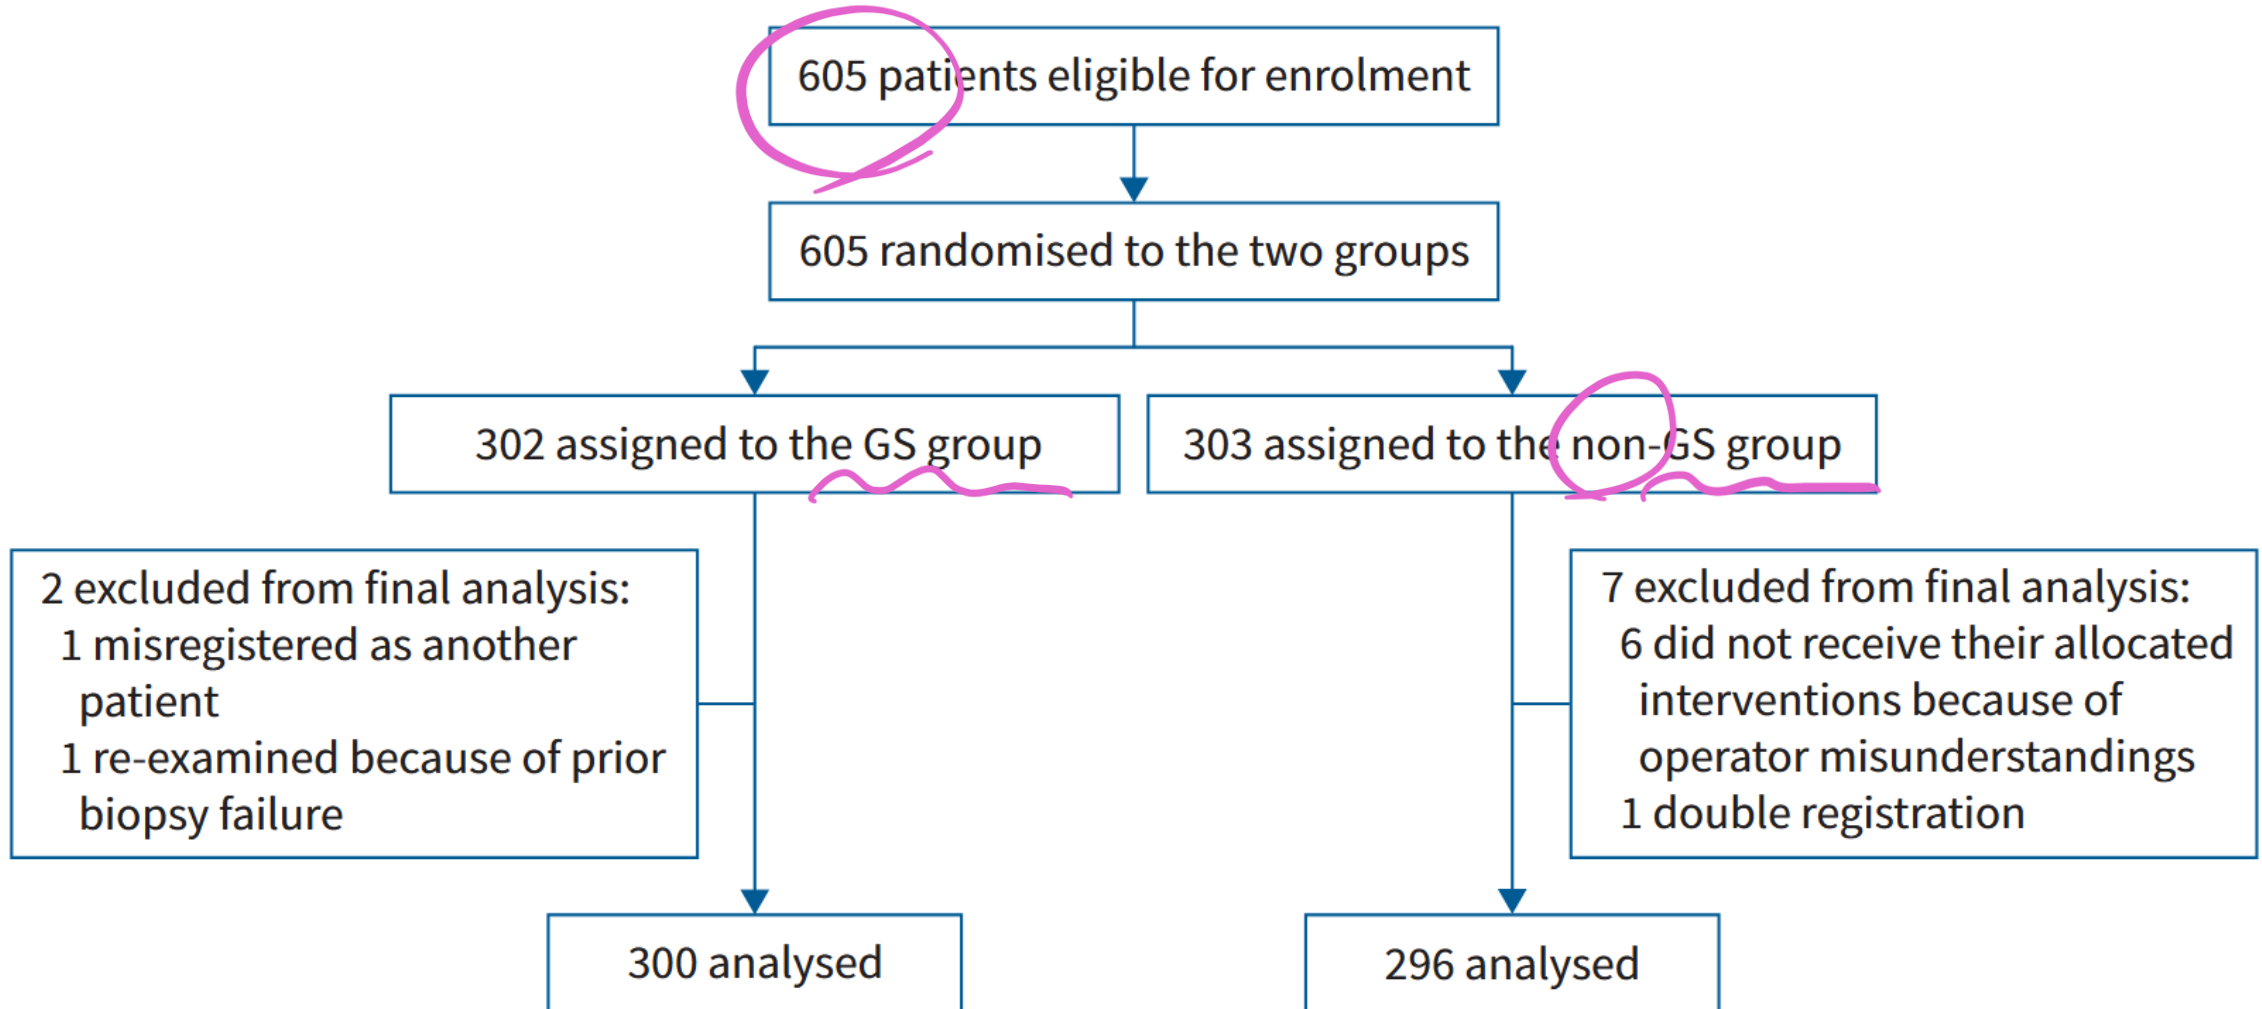 605 patients eligible for enrolment
605 randomised to the two groups
302 assigned to the GS group
303 assigned to the non-GS group
2 excluded from final analysis:
1 misregistered as another
patient
1 re-examined because of prior
biopsy failure
7 excluded from final analysis:
6 did not receive their allocated
interventions because of
operator misunderstandings
1 double registration
300 analysed
296 analysed